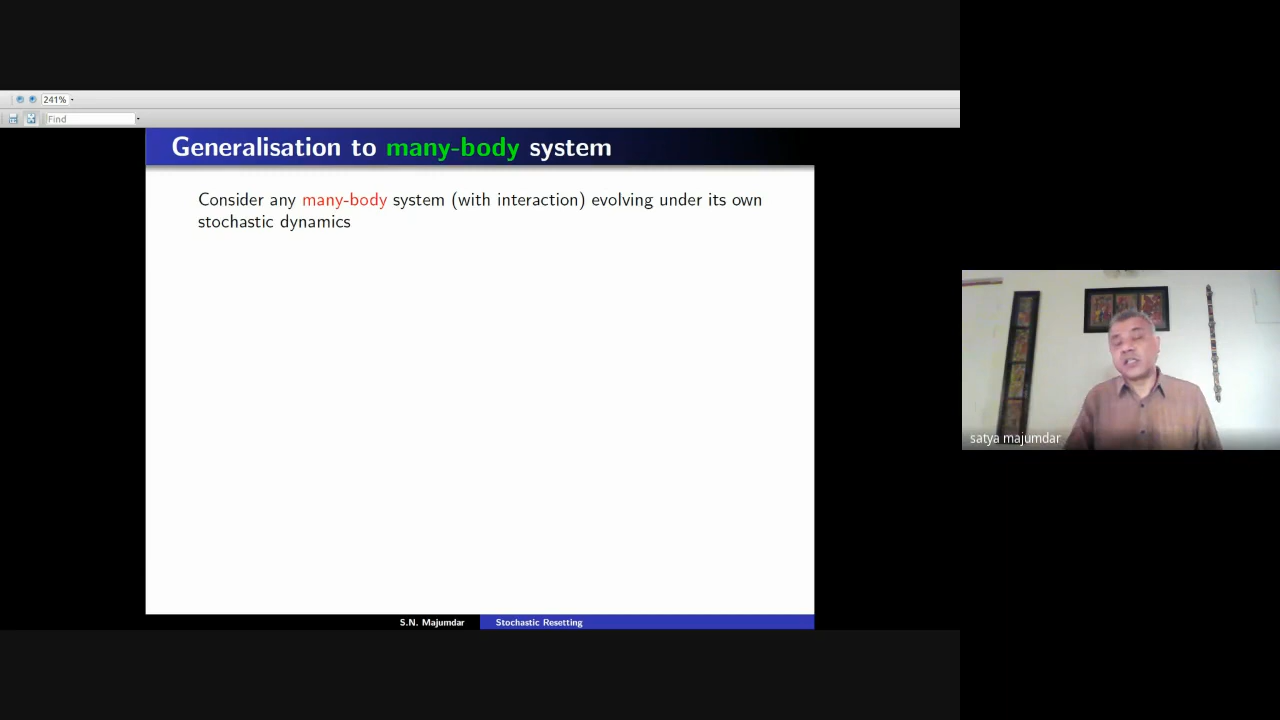 241%
Find
Generalisation to many-body system
Consider any many-body system (with interaction) evolving under its own
stochastic dynamics
S.N. Majumdar
Stochastic Resetting
satya majumdar